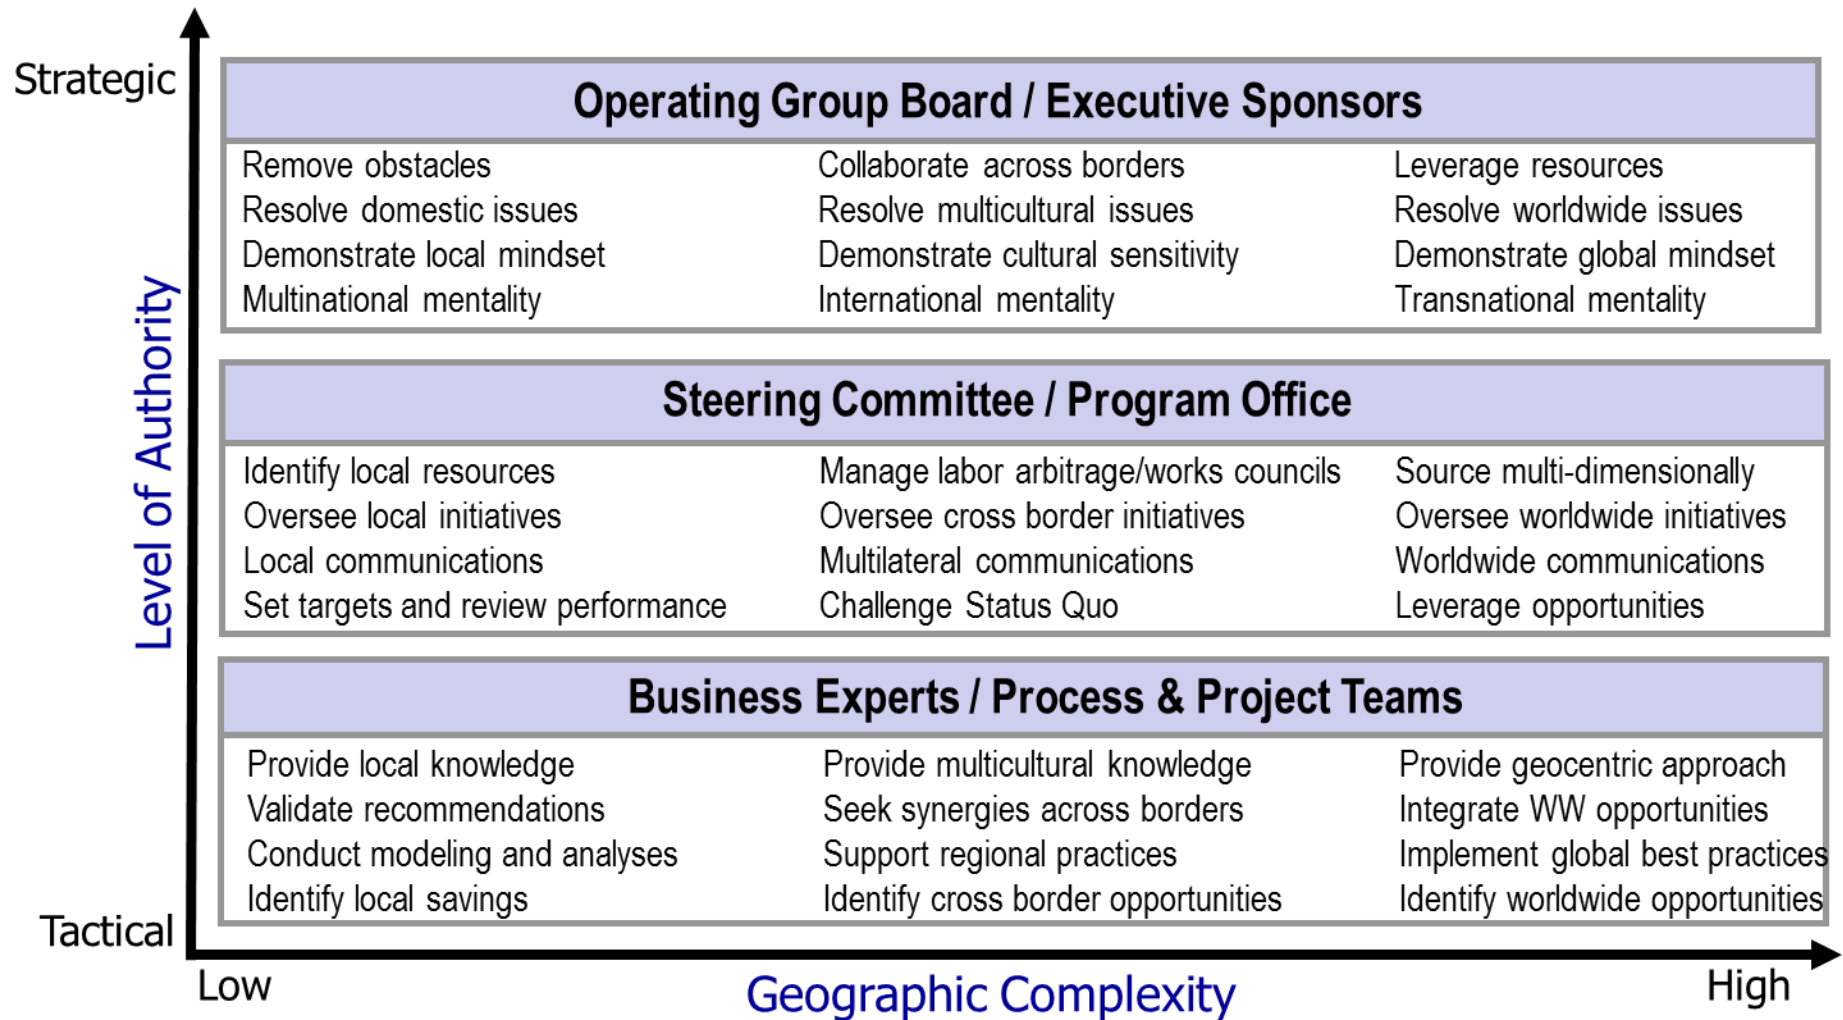 Strategic
Operating Group Board / Executive Sponsors
Remove obstacles Collaborate across borders Leverage resources
Resolve domestic issues Resolve multicultural issues Resolve worldwide issues
Demonstrate local mindset Demonstrate cultural sensitivity Demonstrate global mindset
Multinational mentality International mentality Transnational mentality
Level of Authority
Steering Committee / Program Office
Identify local resources Manage labor arbitrage/works councils Source multi-dimensionally
Oversee local initiatives Oversee cross border initiatives Oversee worldwide initiatives
Local communications Multilateral communications Worldwide communications
Set targets and review performance Challenge Status Quo Leverage opportunities
Business Experts / Process & Project Teams
Provide local knowledge Provide multicultural knowledge Provide geocentric approach
Validate recommendations Seek synergies across borders Integrate WW opportunities
Conduct modeling and analyses Support regional practices Implement global best practices
Identify local savings Identify cross border opportunities Identify worldwide opportunities
Tactical
Low Geographic Complexity High